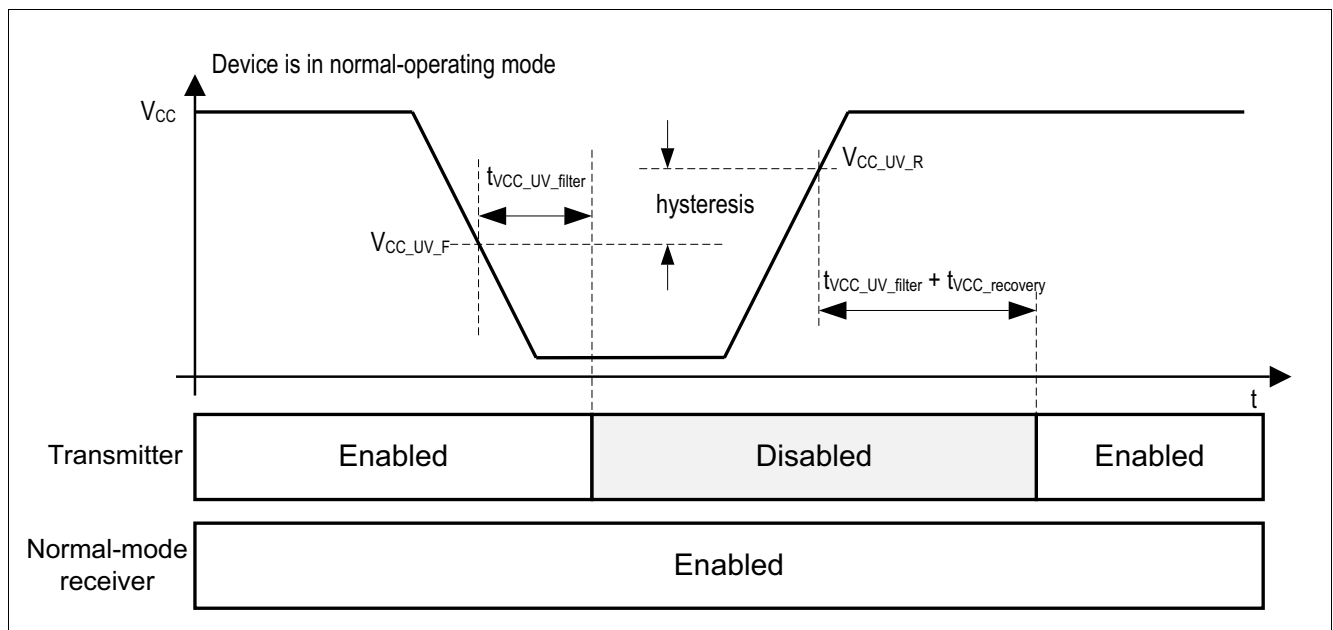 Device is in normal-operating mode
VCC
tVCC_UV_filter
VCC_UV_R
hysteresis
VCC_UV_F
tVCC_UV_filter + tVCC_recovery
t
Transmitter
Enabled
Disabled
Enabled
Normal-mode
receiver
Enabled